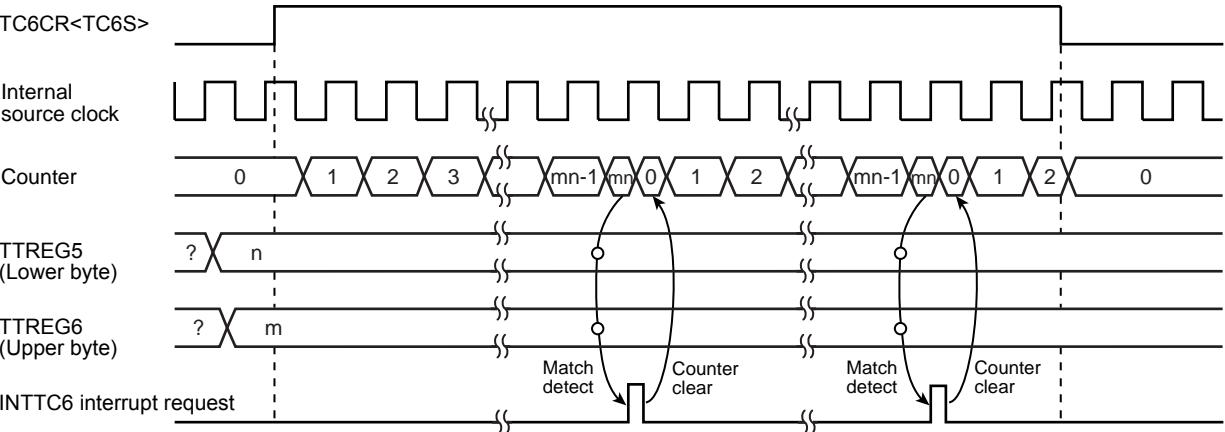 TC6CR<TC6S>
Internal
source clock
Counter
0 1 2 3 mn-1 mn 0 1 2 mn-1 mn 0 1 2 0
TTREG5
(Lower byte)
? n
TTREG6
(Upper byte)
? m
Match
detect
Counter
clear
Match
detect
Counter
clear
INTTC6 interrupt request